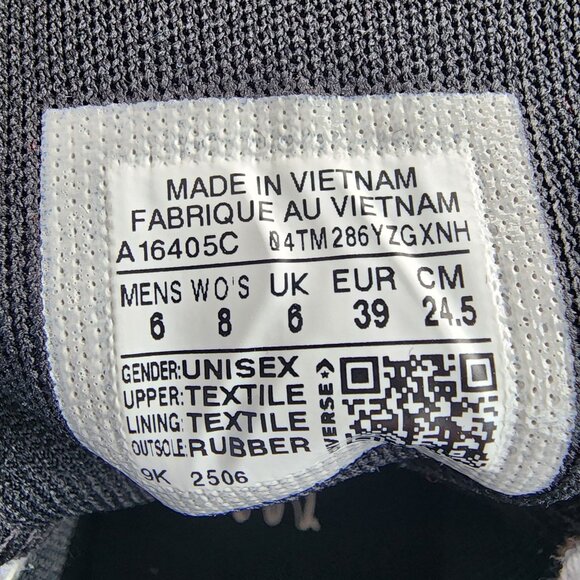 MADE IN VIETNAM
FABRIQUE AU VIETNAM
A16405C 04TM286YZGXNH
MENS WO'S UK EUR CM
6 8 6 39 24.5
GENDER:UNISEX
UPPER:TEXTILE
LINING:TEXTILE
OUTSOLE:RUBBER
9K 2506